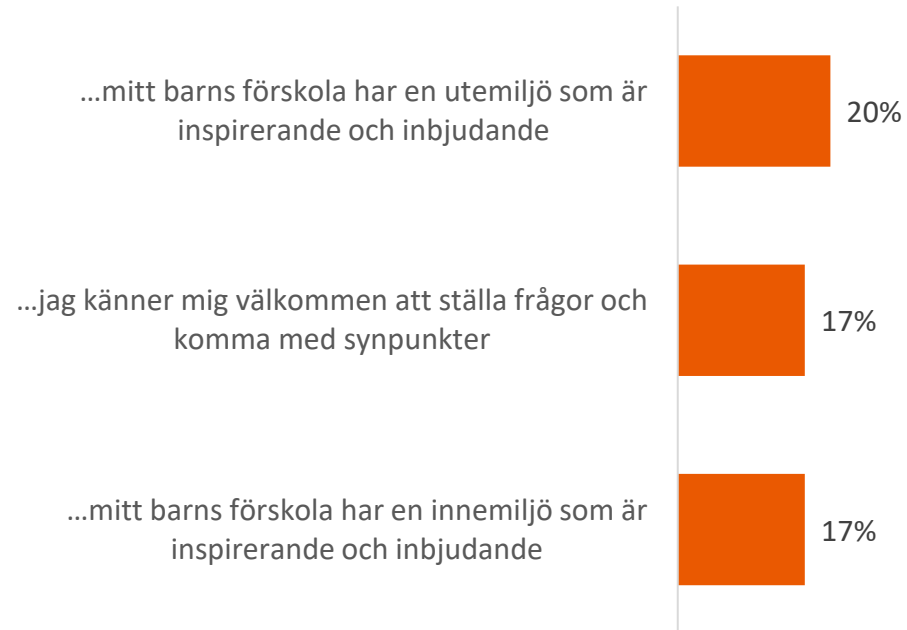 ...mitt barns förskola har en utemiljö som är
inspirerande och inbjudande
20%
...jag känner mig välkommen att ställa frågor och
komma med synpunkter
17%
...mitt barns förskola har en innemiljö som är
inspirerande och inbjudande
17%